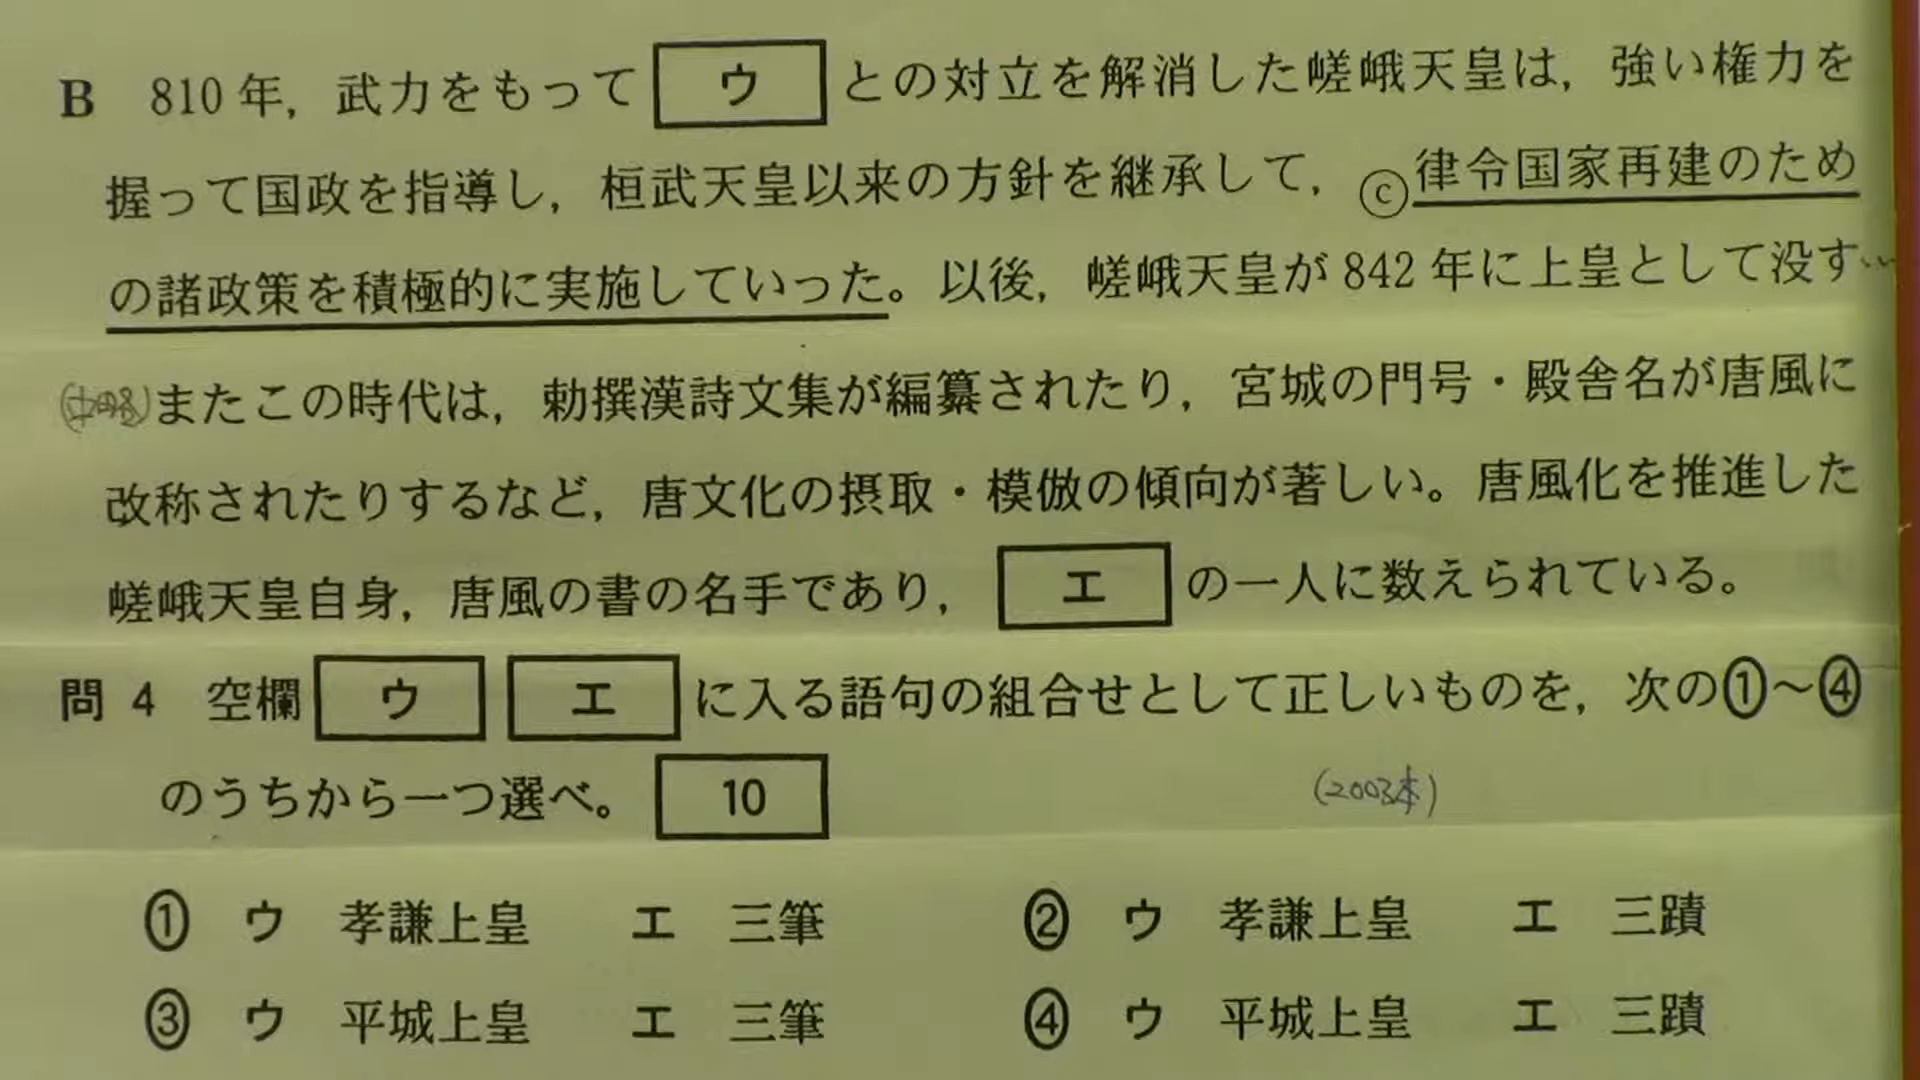 B 810年，武力をもって ウ との対立を解消した嵯峨天皇は，強い権力を
握って国政を指導し，桓武天皇以来の方針を継承して，ⓒ律令国家再建のため
の諸政策を積極的に実施していった。以後，嵯峨天皇が842年に上皇として没す…
(中略)またこの時代は，勅撰漢詩文集が編纂されたり，宮城の門号・殿舎名が唐風に
改称されたりするなど，唐文化の摂取・模倣の傾向が著しい。唐風化を推進した
嵯峨天皇自身，唐風の書の名手であり， エ の一人に数えられている。
問4 空欄 ウ エ に入る語句の組合せとして正しいものを，次の①～④
のうちから一つ選べ。 10 (2003本)
① ウ 孝謙上皇 エ 三筆 ② ウ 孝謙上皇 エ 三蹟
③ ウ 平城上皇 エ 三筆 ④ ウ 平城上皇 エ 三蹟